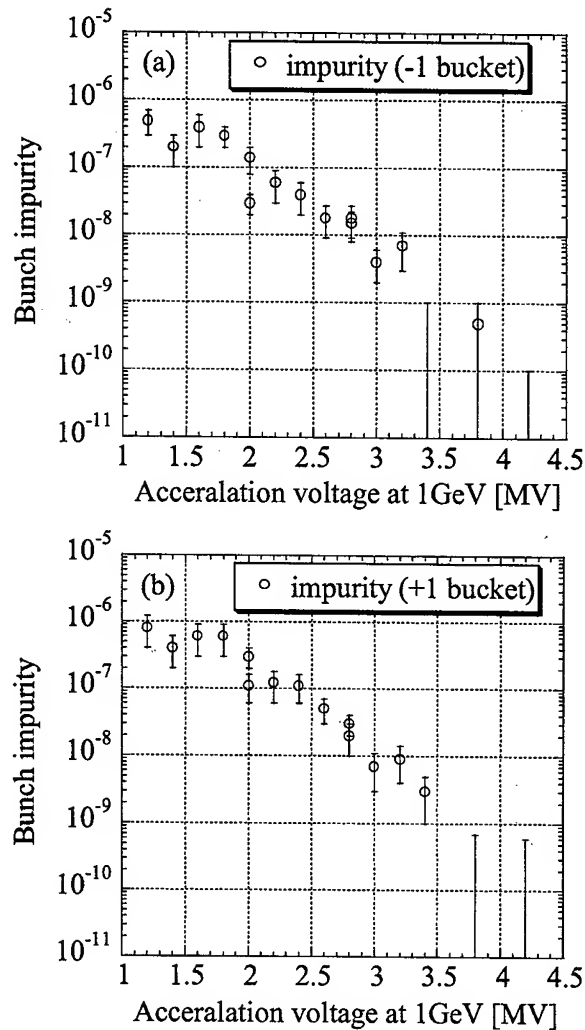 10^-5
(a)
impurity (-1 bucket)
10^-6
10^-7
10^-8
10^-9
10^-10
10^-11
Bunch impurity
1 1.5 2 2.5 3 3.5 4 4.5
Acceralation voltage at 1GeV [MV]
10^-5
(b)
impurity (+1 bucket)
10^-6
10^-7
10^-8
10^-9
10^-10
10^-11
Bunch impurity
1 1.5 2 2.5 3 3.5 4 4.5
Acceralation voltage at 1GeV [MV]